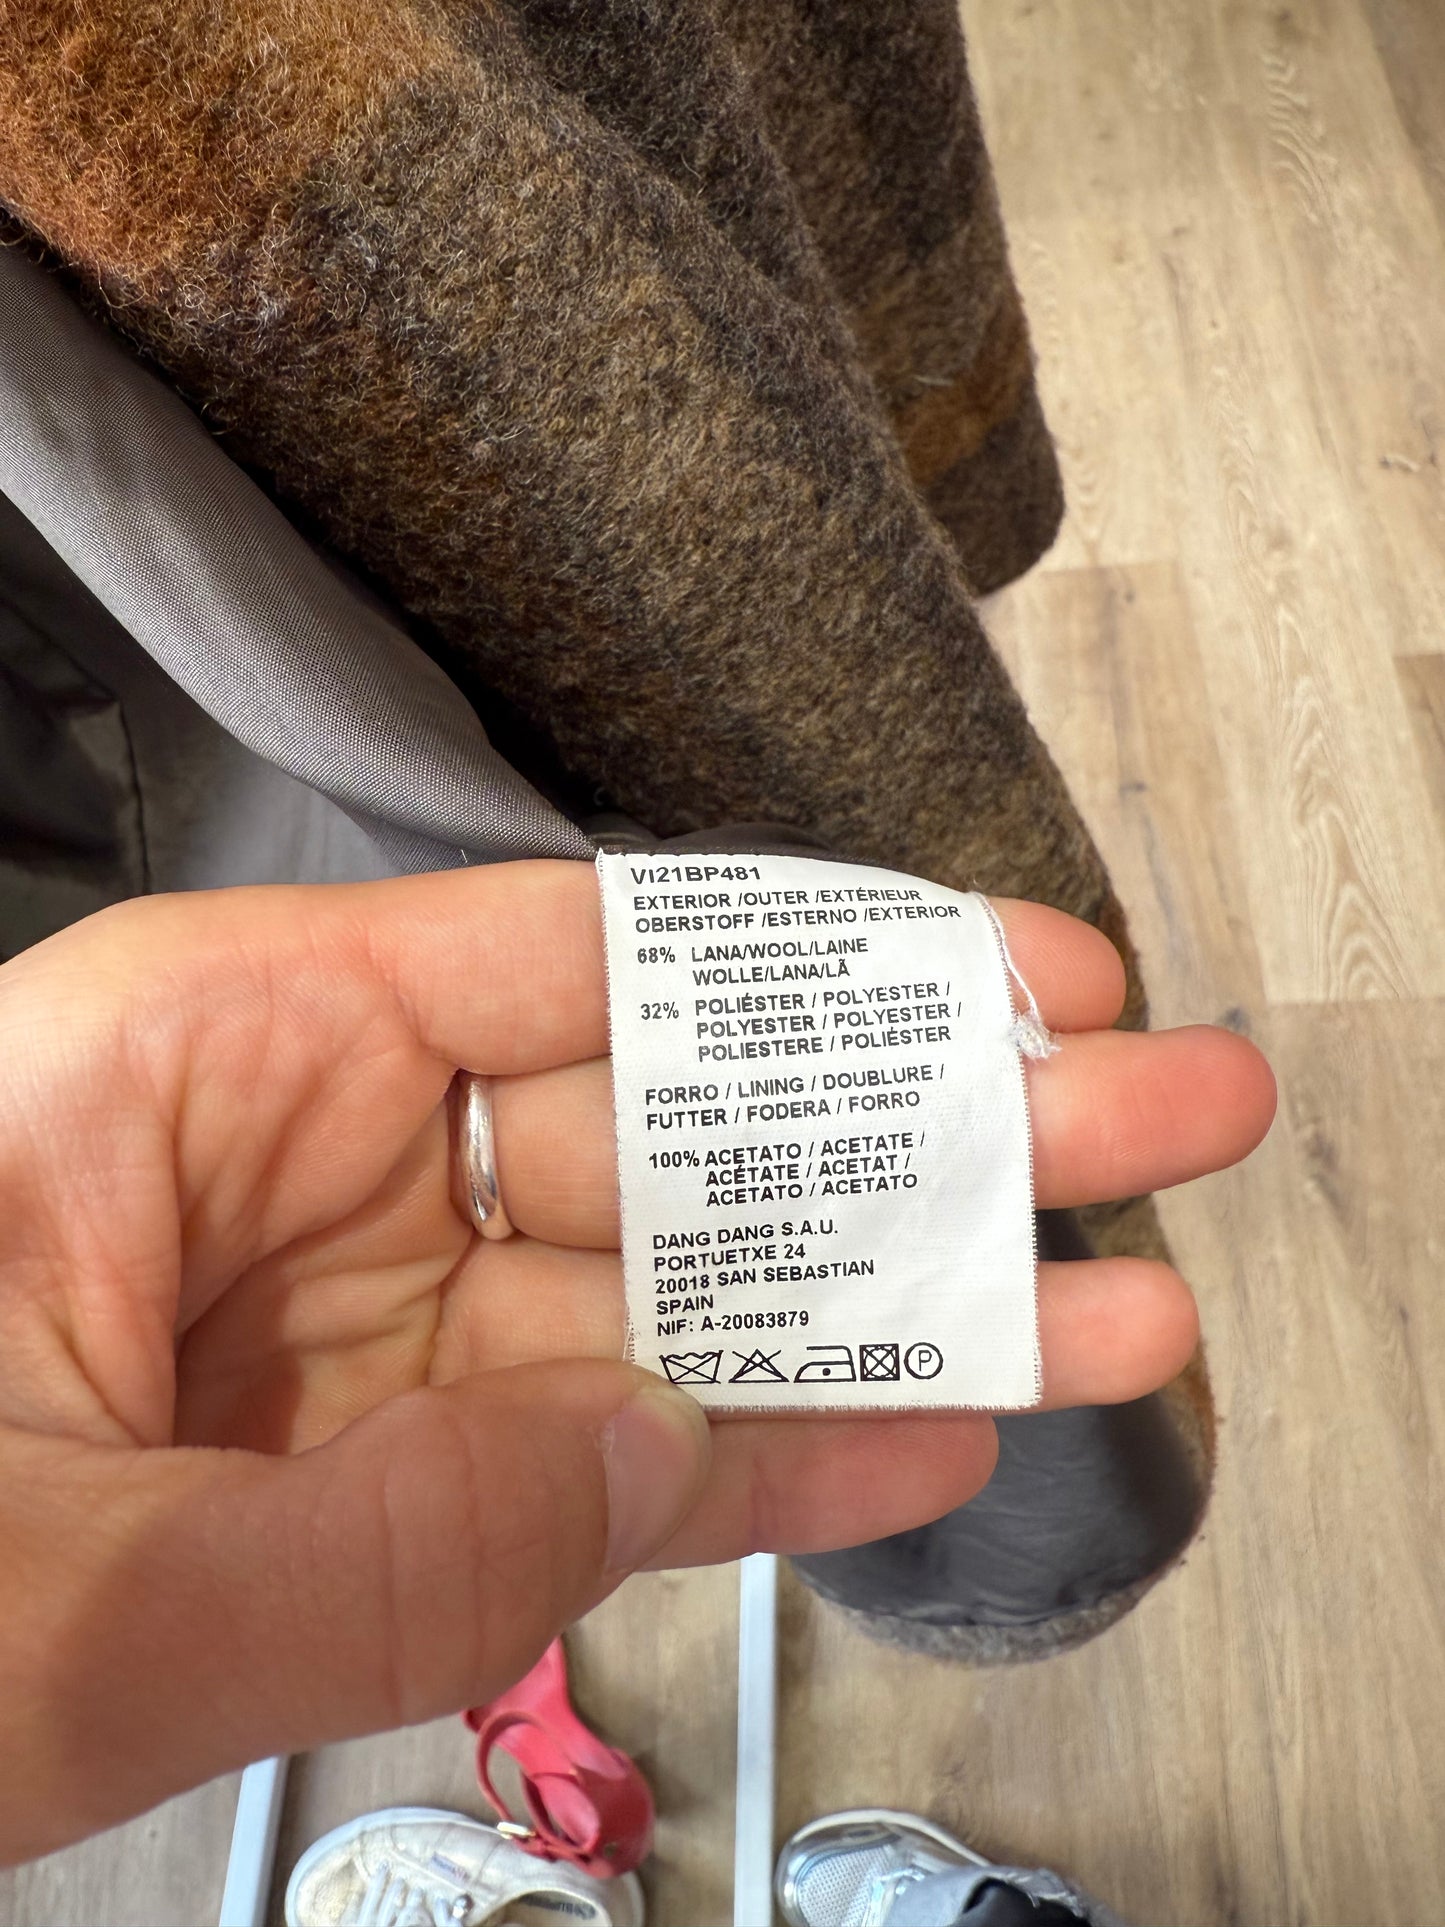 VI21BP481
EXTERIOR /OUTER /EXTÉRIEUR
OBERSTOFF /ESTERNO /EXTERIOR
68% LANA/WOOL/LAINE
WOLLE/LANA/LÃ
32% POLIÉSTER / POLYESTER /
POLYESTER / POLYESTER /
POLIESTERE / POLIÉSTER
FORRO / LINING / DOUBLURE /
FUTTER / FODERA / FORRO
100% ACETATO / ACETATE /
ACÉTATE / ACETAT /
ACETATO / ACETATO
DANG DANG S.A.U.
PORTUETXE 24
20018 SAN SEBASTIAN
SPAIN
NIF: A-20083879
P